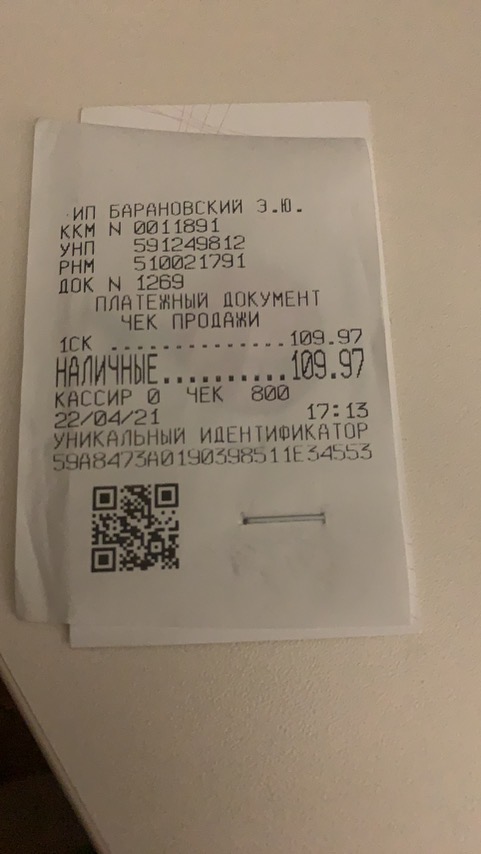 ИП БАРАНОВСКИЙ Э.Ю.
ККМ N 0011891
УНП 591249812
РНМ 510021791
ДОК N 1269
ПЛАТЕЖНЫЙ ДОКУМЕНТ
ЧЕК ПРОДАЖИ
1СК ...............109.97
НАЛИЧНЫЕ..........109.97
КАССИР 0 ЧЕК 800
22/04/21 17:13
УНИКАЛЬНЫЙ ИДЕНТИФИКАТОР
59A8473A0190398511E34553